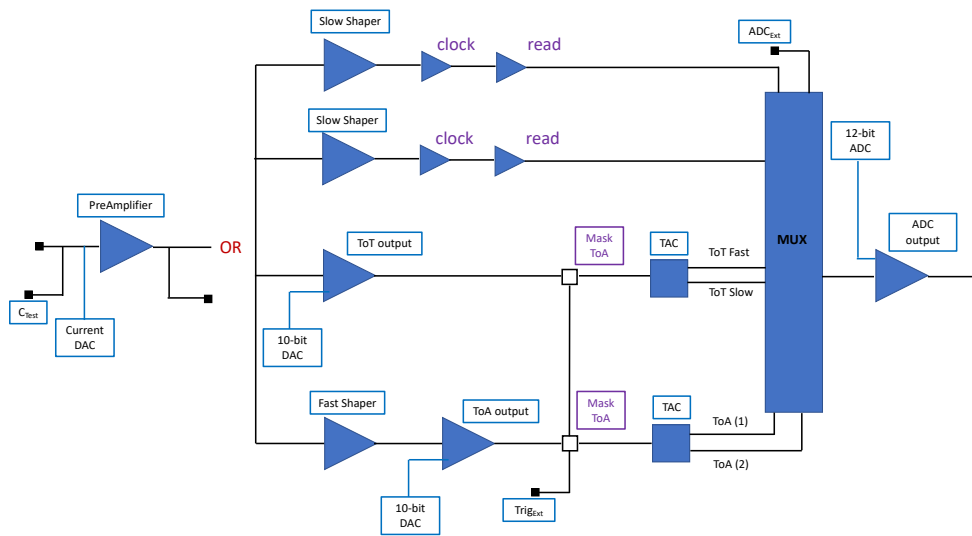 Slow Shaper
clock
read
ADCExt
Slow Shaper
clock
read
12-bit
ADC
PreAmplifier
OR
ToT output
Mask
ToA
TAC
ToT Fast
ToT Slow
MUX
ADC
output
CTest
Current
DAC
10-bit
DAC
Fast Shaper
ToA output
Mask
ToA
TAC
ToA (1)
ToA (2)
10-bit
DAC
TrigExt